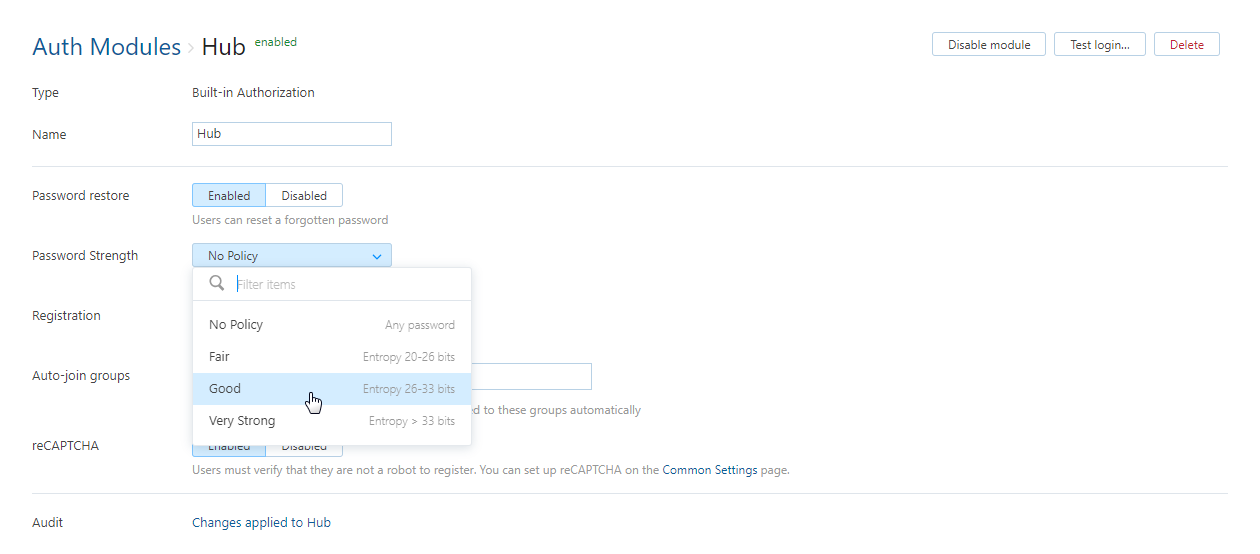 Auth Modules › Hub enabled Disable module Test login... Delete
Type Built-in Authorization
Name Hub
Password restore Enabled Disabled
Users can reset a forgotten password
Password Strength No Policy
Filter items
Registration
No Policy Any password
Fair Entropy 20-26 bits
Auto-join groups
Good Entropy 26-33 bits
to these groups automatically
Very Strong Entropy > 33 bits
reCAPTCHA Enabled Disabled
Users must verify that they are not a robot to register. You can set up reCAPTCHA on the Common Settings page.
Audit Changes applied to Hub